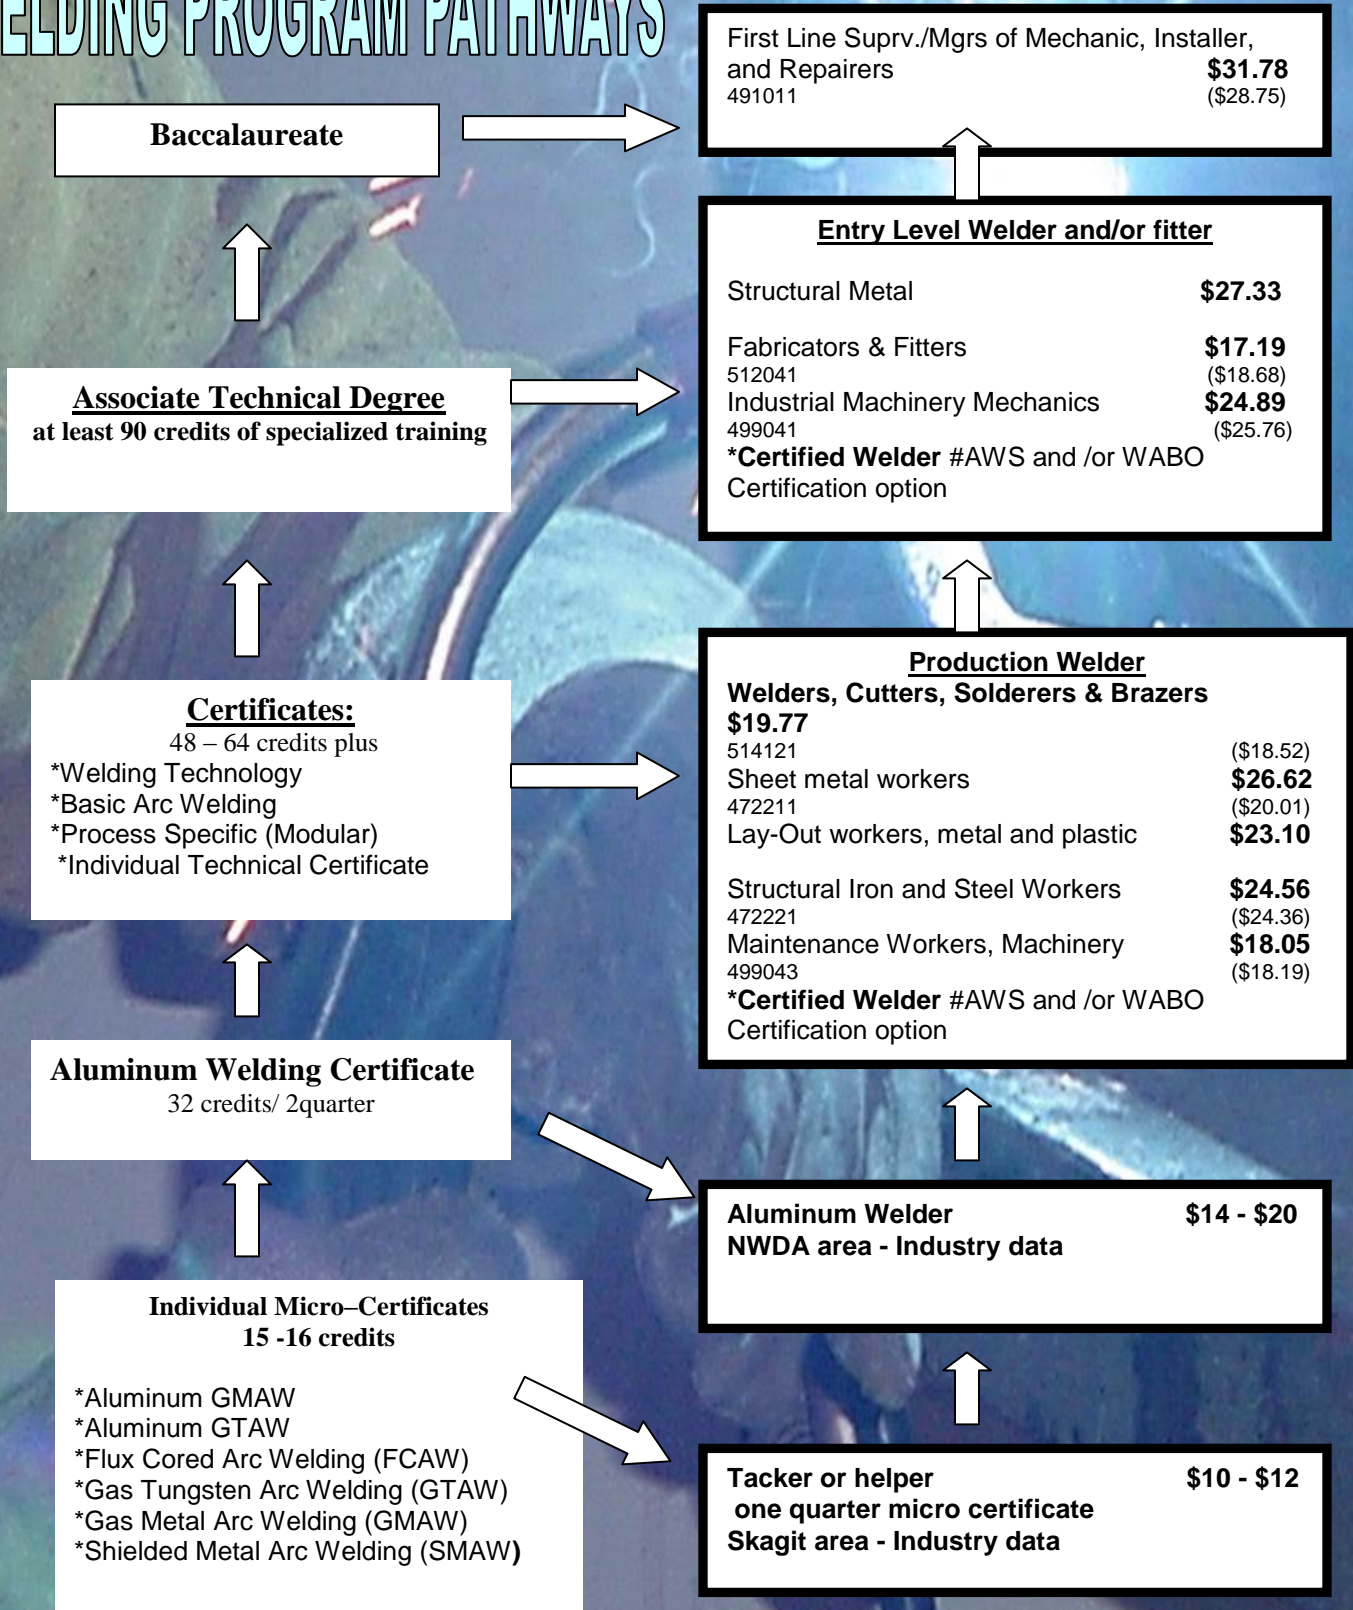 ELDING PROGRAM PATHWAYS
First Line Suprv./Mgrs of Mechanic, Installer,
and Repairers $31.78
491011 ($28.75)
Baccalaureate
Entry Level Welder and/or fitter
Structural Metal $27.33
Fabricators & Fitters $17.19
512041 ($18.68)
Industrial Machinery Mechanics $24.89
499041 ($25.76)
*Certified Welder #AWS and /or WABO
Certification option
Associate Technical Degree
at least 90 credits of specialized training
Production Welder
Welders, Cutters, Solderers & Brazers
$19.77
514121 ($18.52)
Sheet metal workers $26.62
472211 ($20.01)
Lay-Out workers, metal and plastic $23.10
Structural Iron and Steel Workers $24.56
472221 ($24.36)
Maintenance Workers, Machinery $18.05
499043 ($18.19)
*Certified Welder #AWS and /or WABO
Certification option
Certificates:
48 – 64 credits plus
*Welding Technology
*Basic Arc Welding
*Process Specific (Modular)
*Individual Technical Certificate
Aluminum Welding Certificate
32 credits/ 2quarter
Aluminum Welder $14 - $20
NWDA area - Industry data
Individual Micro–Certificates
15 -16 credits
*Aluminum GMAW
*Aluminum GTAW
*Flux Cored Arc Welding (FCAW)
*Gas Tungsten Arc Welding (GTAW)
*Gas Metal Arc Welding (GMAW)
*Shielded Metal Arc Welding (SMAW)
Tacker or helper $10 - $12
one quarter micro certificate
Skagit area - Industry data